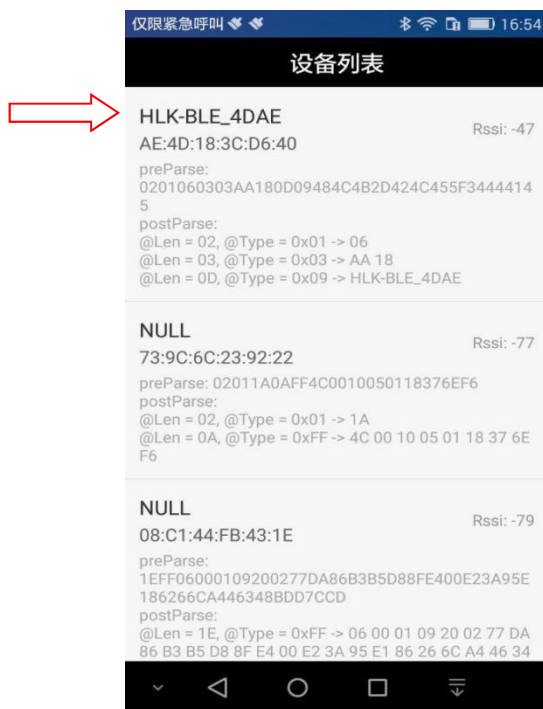 仅限紧急呼叫 16:54
设备列表
HLK-BLE_4DAE
Rssi: -47
AE:4D:18:3C:D6:40
preParse:
0201060303AA180D09484C4B2D424C455F3444414
5
postParse:
@Len = 02, @Type = 0x01 -> 06
@Len = 03, @Type = 0x03 -> AA 18
@Len = 0D, @Type = 0x09 -> HLK-BLE_4DAE
NULL
Rssi: -77
73:9C:6C:23:92:22
preParse: 02011A0AFF4C0010050118376EF6
postParse:
@Len = 02, @Type = 0x01 -> 1A
@Len = 0A, @Type = 0xFF -> 4C 00 10 05 01 18 37 6E
F6
NULL
Rssi: -79
08:C1:44:FB:43:1E
preParse:
1EFF06000109200277DA86B3B5D88FE400E23A95E
186266CA446348BDD7CCD
postParse:
@Len = 1E, @Type = 0xFF -> 06 00 01 09 20 02 77 DA
86 B3 B5 D8 8F E4 00 E2 3A 95 E1 86 26 6C A4 46 34